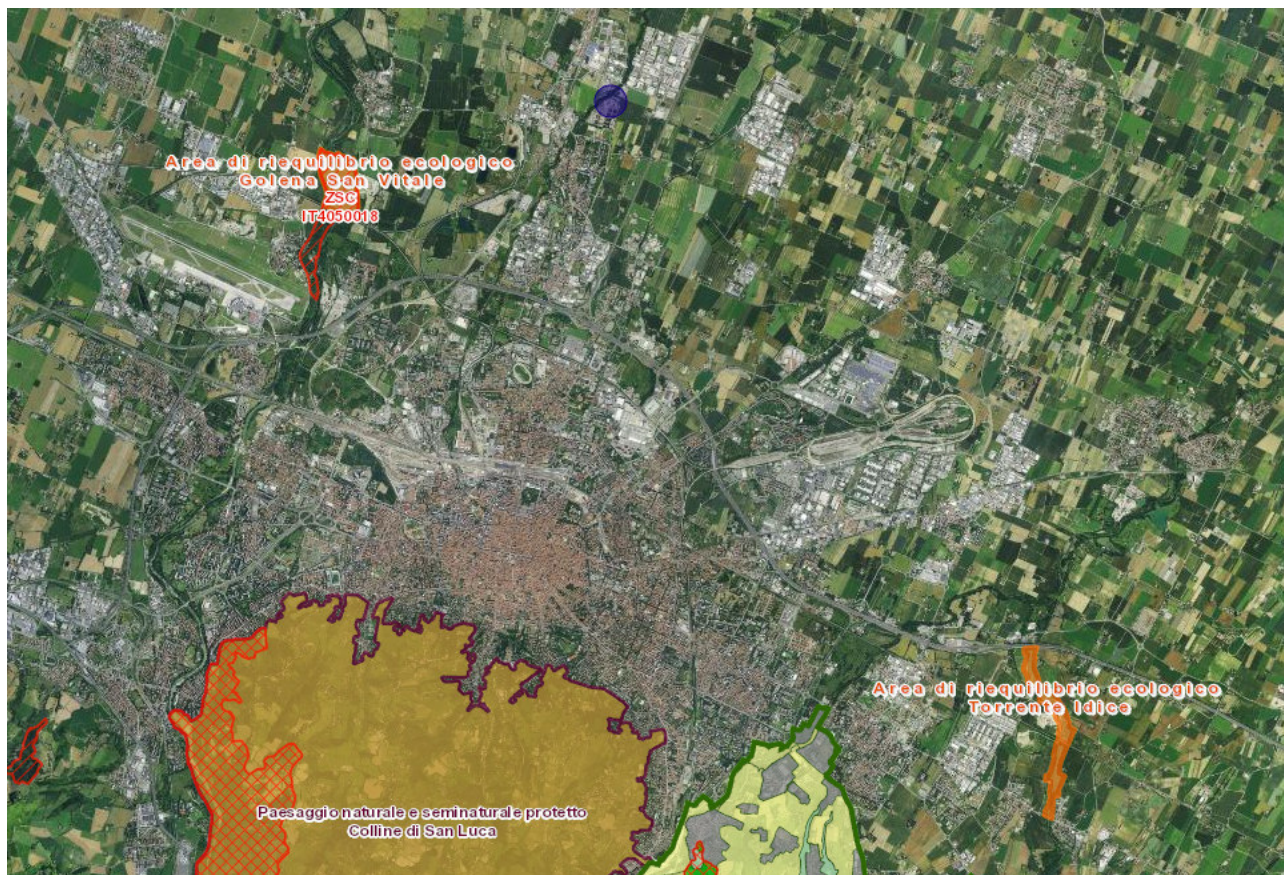 Area di riequilibrio ecologico
Golena San Vitale
ZSC
IT4050018
Area di riequilibrio ecologico
Torrente Idice
Paesaggio naturale e seminaturale protetto
Colline di San Luca